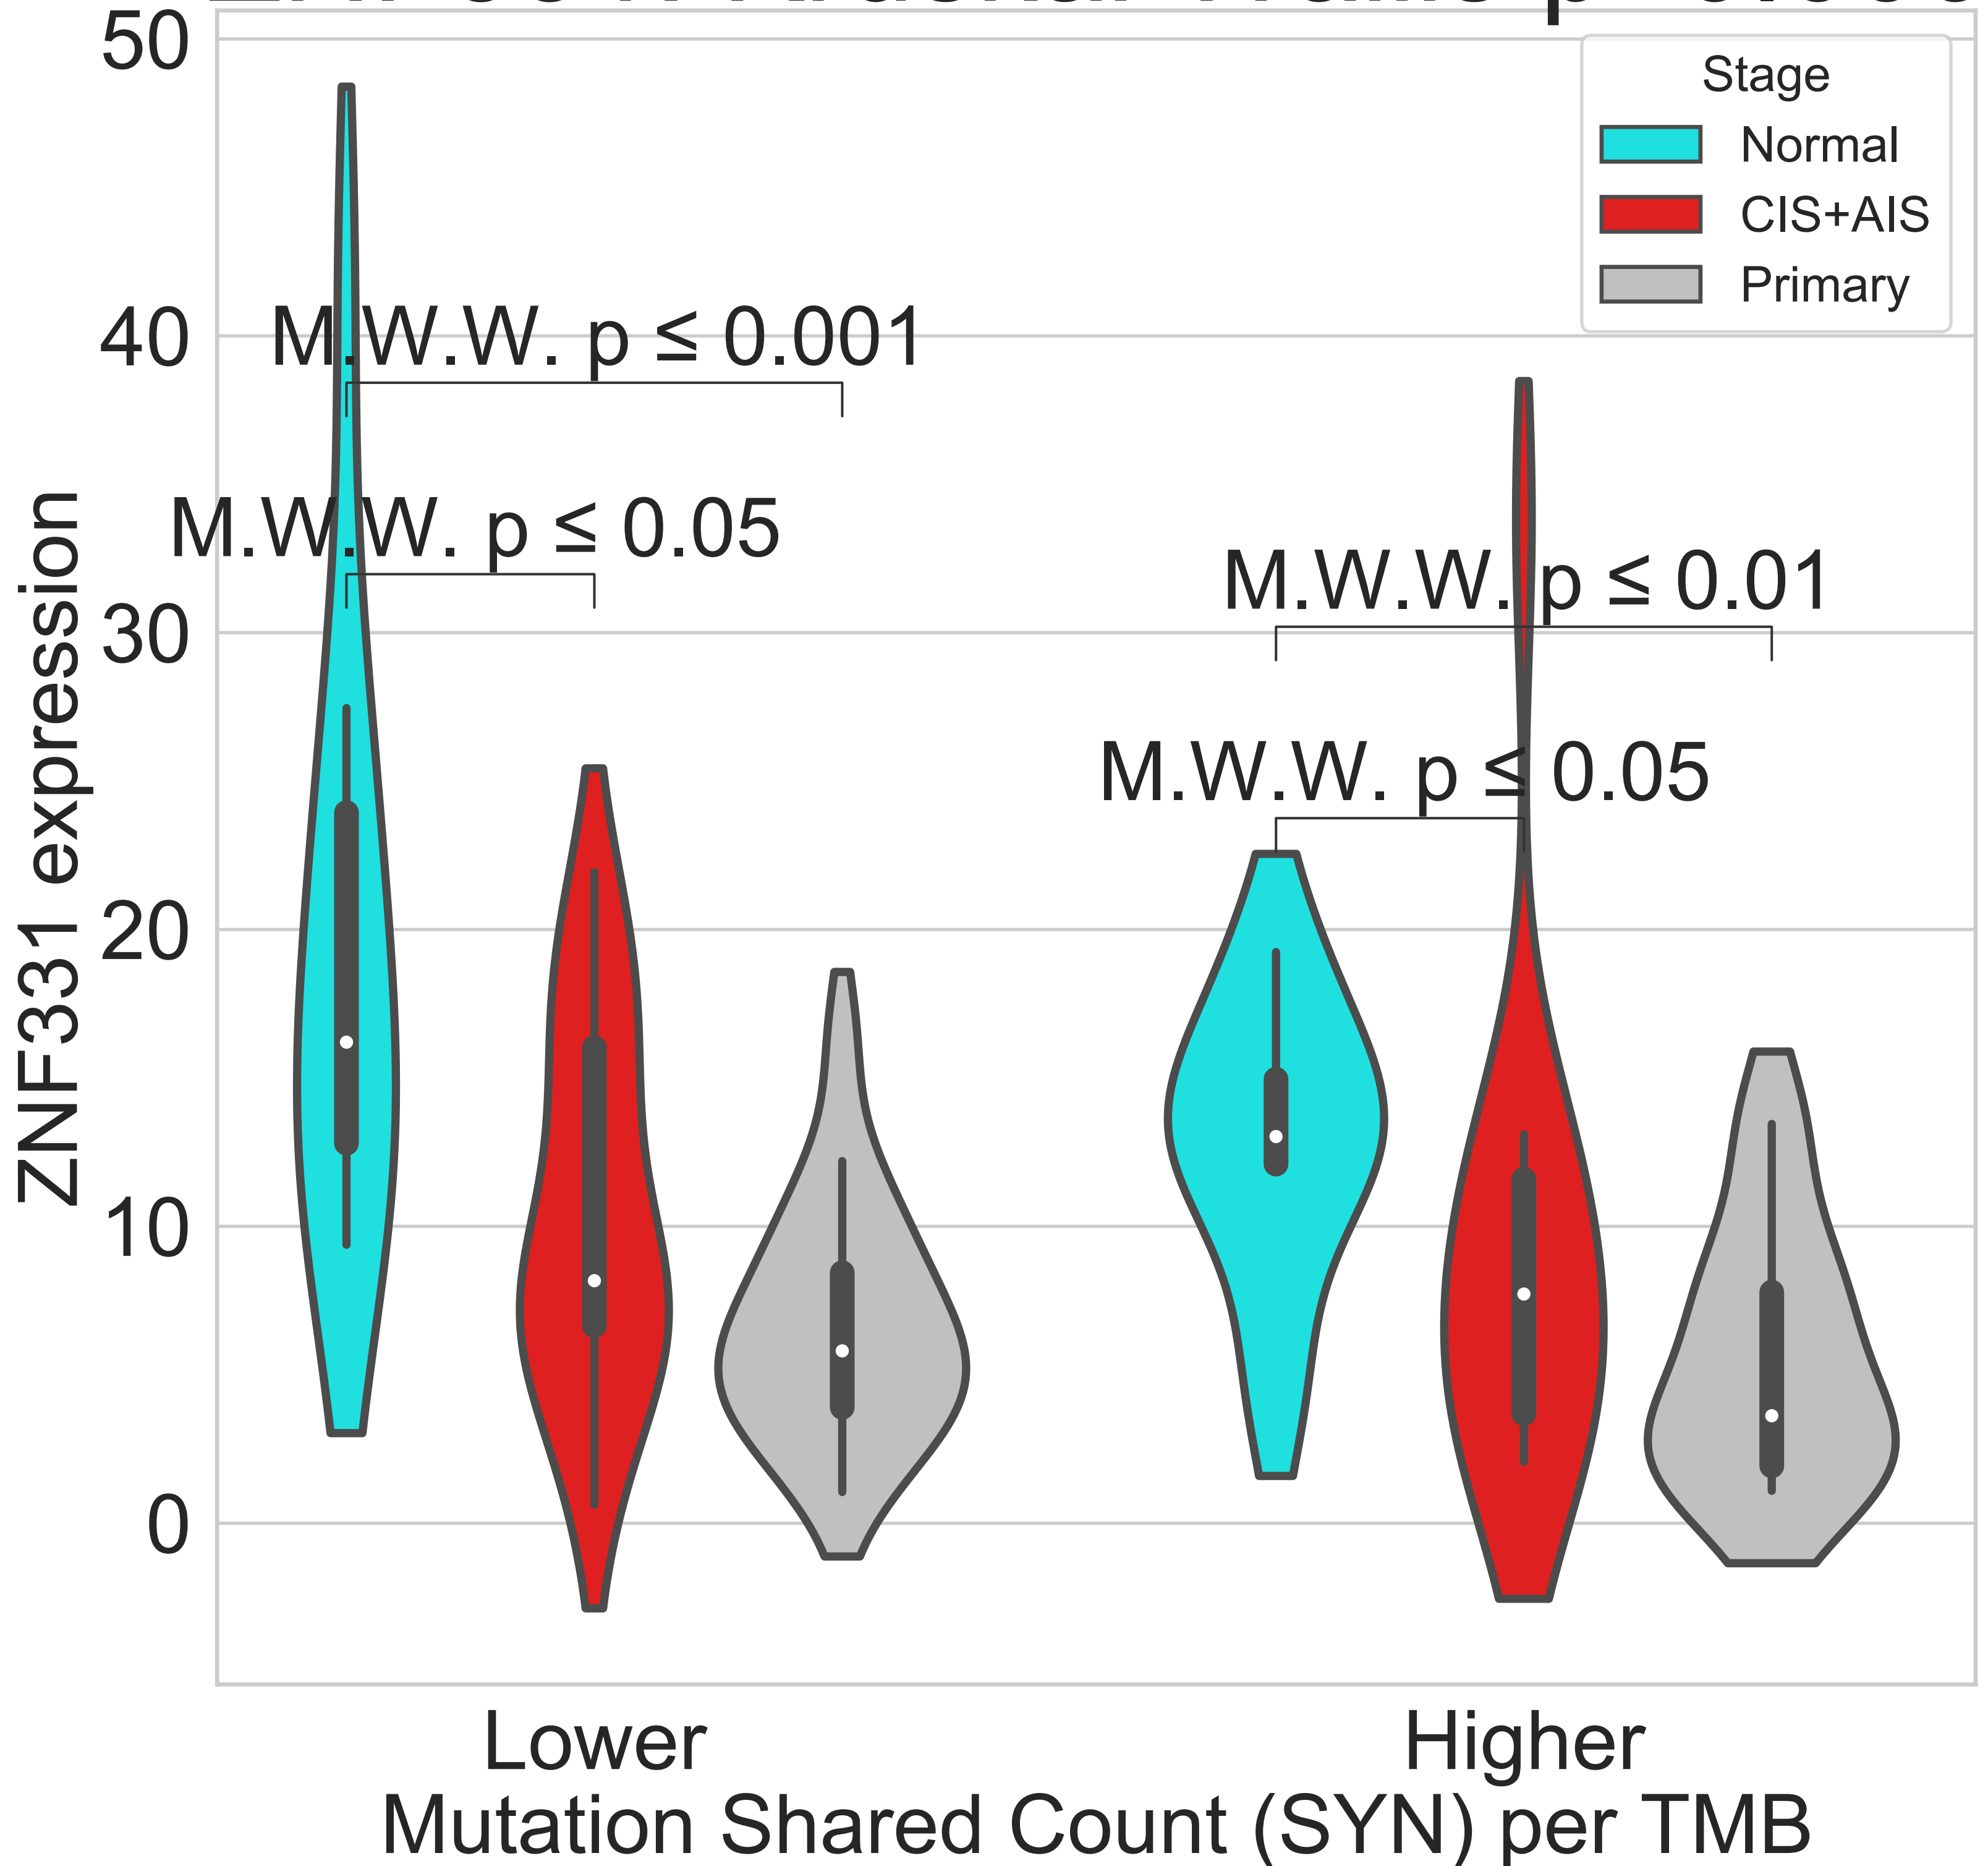 50
40
30
20
10
0
ZNF331 expression
Stage
Normal
CIS+AIS
Primary
M.W.W. p ≤ 0.001
M.W.W. p ≤ 0.05
M.W.W. p ≤ 0.01
M.W.W. p ≤ 0.05
Lower
Higher
Mutation Shared Count (SYN) per TMB